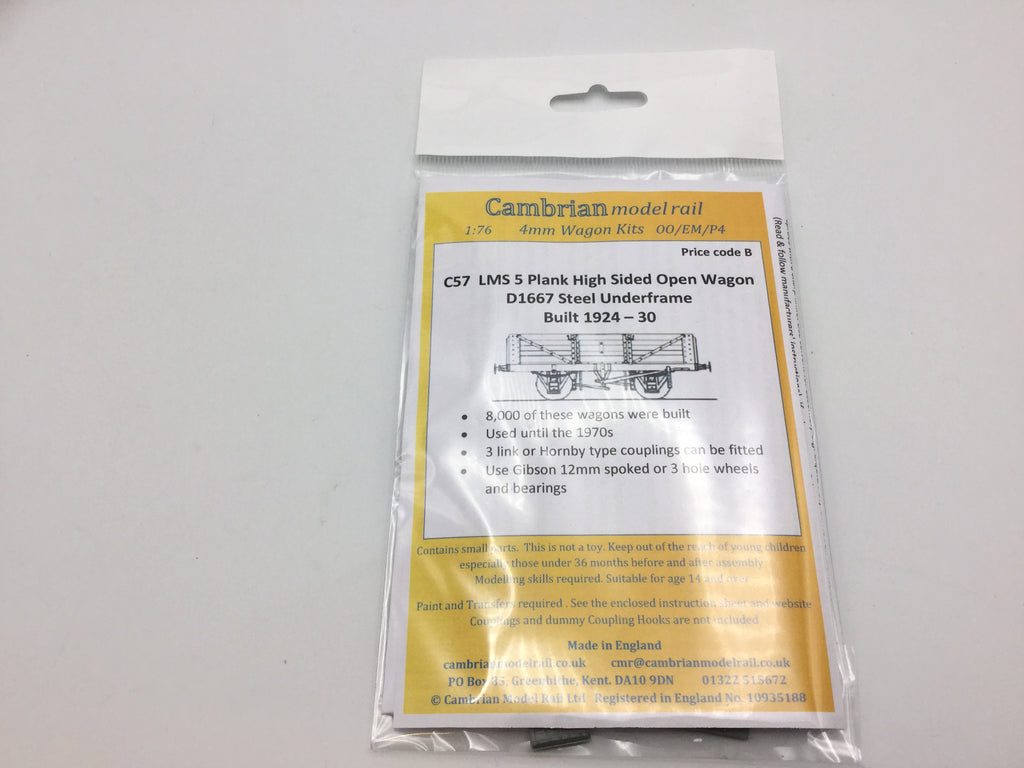 Cambrian model rail
1:76 4mm Wagon Kits OO/EM/P4
Price code B
C57 LMS 5 Plank High Sided Open Wagon
D1667 Steel Underframe
Built 1924 – 30
• 8,000 of these wagons were built
• Used until the 1970s
• 3 link or Hornby type couplings can be fitted
• Use Gibson 12mm spoked or 3 hole wheels
and bearings
Contains small parts. This is not a toy. Keep out of the reach of young children
especially those under 36 months before and after assembly
Modelling skills required. Suitable for age 14 and over
Paint and Transfers required . See the enclosed instruction sheet and website
Couplings and dummy Coupling Hooks are not included
Made in England
cambrianmodelrail.co.uk cmr@cambrianmodelrail.co.uk
PO Box 85, Greenhithe, Kent. DA10 9DN 01322 515672
© Cambrian Model Rail Ltd Registered in England No. 10935188
(Read & follow manufacturers' instructions